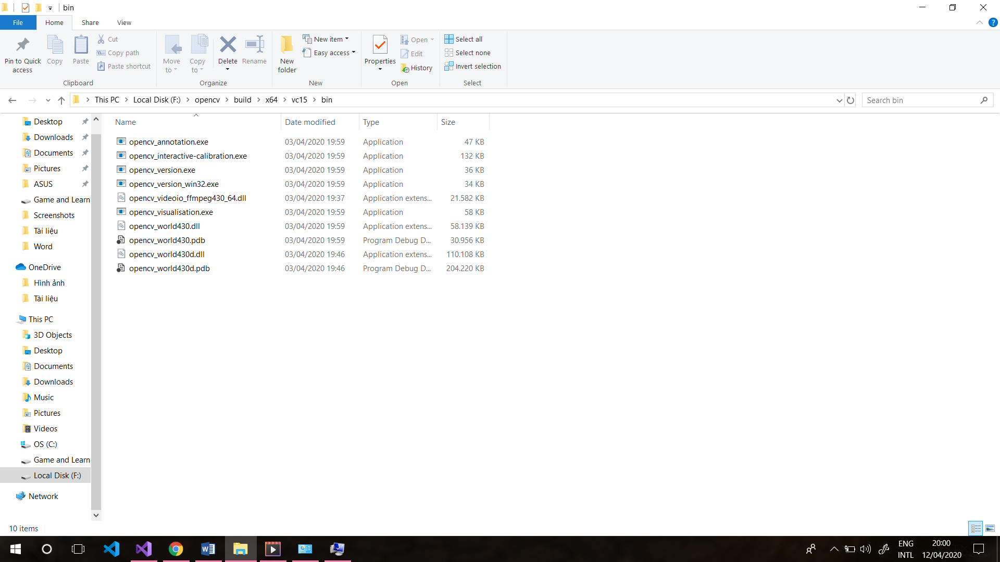 bin
File Home Share View
Pin to Quick access
Copy
Paste
Cut
Copy path
Paste shortcut
Clipboard
Move to
Copy to
Delete
Rename
Organize
New folder
New item
Easy access
New
Properties
Open
Edit
History
Open
Select all
Select none
Invert selection
Select
This PC Local Disk (F:) opencv build x64 vc15 bin
Search bin
Desktop
Downloads
Documents
Pictures
ASUS
Game and Learn
Screenshots
Tài liệu
Word
OneDrive
Hình ảnh
Tài liệu
This PC
3D Objects
Desktop
Documents
Downloads
Music
Pictures
Videos
OS (C:)
Game and Learn
Local Disk (F:)
Network
Name Date modified Type Size
opencv_annotation.exe 03/04/2020 19:59 Application 47 KB
opencv_interactive-calibration.exe 03/04/2020 19:59 Application 132 KB
opencv_version.exe 03/04/2020 19:59 Application 36 KB
opencv_version_win32.exe 03/04/2020 19:59 Application 34 KB
opencv_videoio_ffmpeg430_64.dll 03/04/2020 19:37 Application extens... 21.582 KB
opencv_visualisation.exe 03/04/2020 19:59 Application 58 KB
opencv_world430.dll 03/04/2020 19:59 Application extens... 58.139 KB
opencv_world430.pdb 03/04/2020 19:59 Program Debug D... 30.956 KB
opencv_world430d.dll 03/04/2020 19:46 Application extens... 110.108 KB
opencv_world430d.pdb 03/04/2020 19:46 Program Debug D... 204.220 KB
10 items
ENG
INTL
20:00
12/04/2020